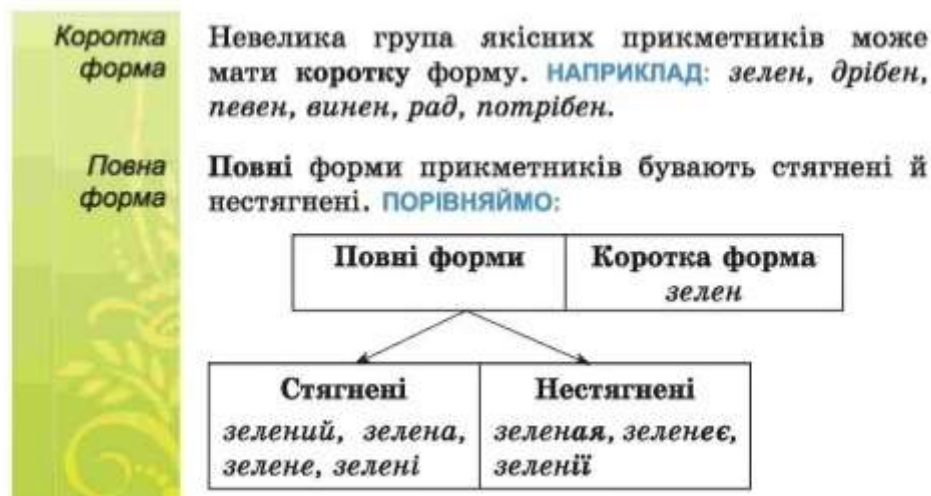 Коротка
форма
Невелика група якісних прикметників може
мати коротку форму. НАПРИКЛАД: зелен, дрібен,
певен, винен, рад, потрібен.
Повна
форма
Повні форми прикметників бувають стягнені й
нестягнені. ПОРІВНЯЙМО:
Повні форми
Коротка форма
зелен
Стягнені
зелений, зелена,
зелене, зелені
Нестягнені
зеленая, зеленеє,
зеленії